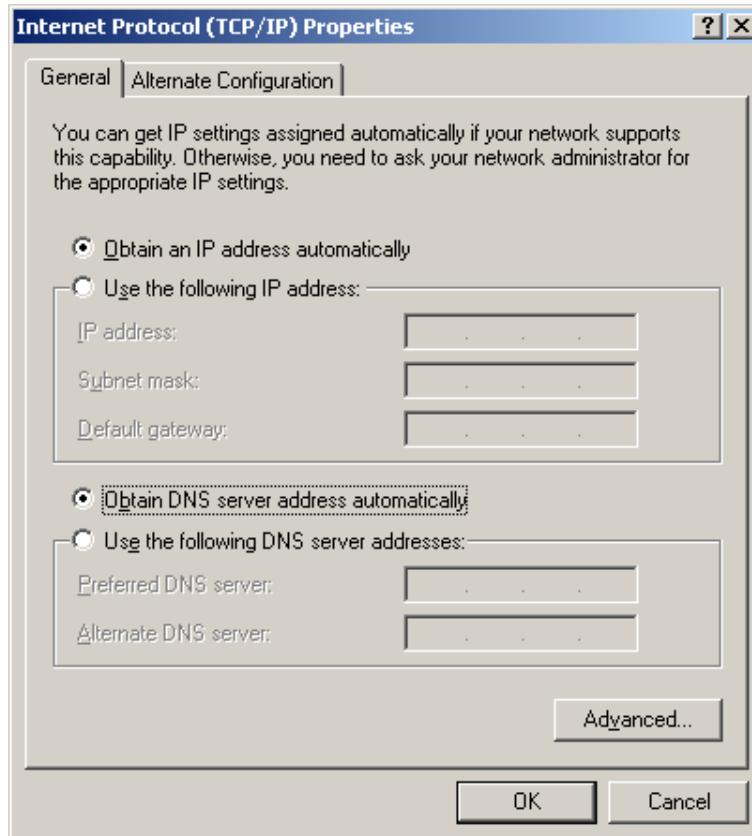 Internet Protocol (TCP/IP) Properties
General
Alternate Configuration
You can get IP settings assigned automatically if your network supports
this capability. Otherwise, you need to ask your network administrator for
the appropriate IP settings.
Obtain an IP address automatically
Use the following IP address:
IP address:
Subnet mask:
Default gateway:
Obtain DNS server address automatically
Use the following DNS server addresses:
Preferred DNS server:
Alternate DNS server:
Advanced...
OK
Cancel